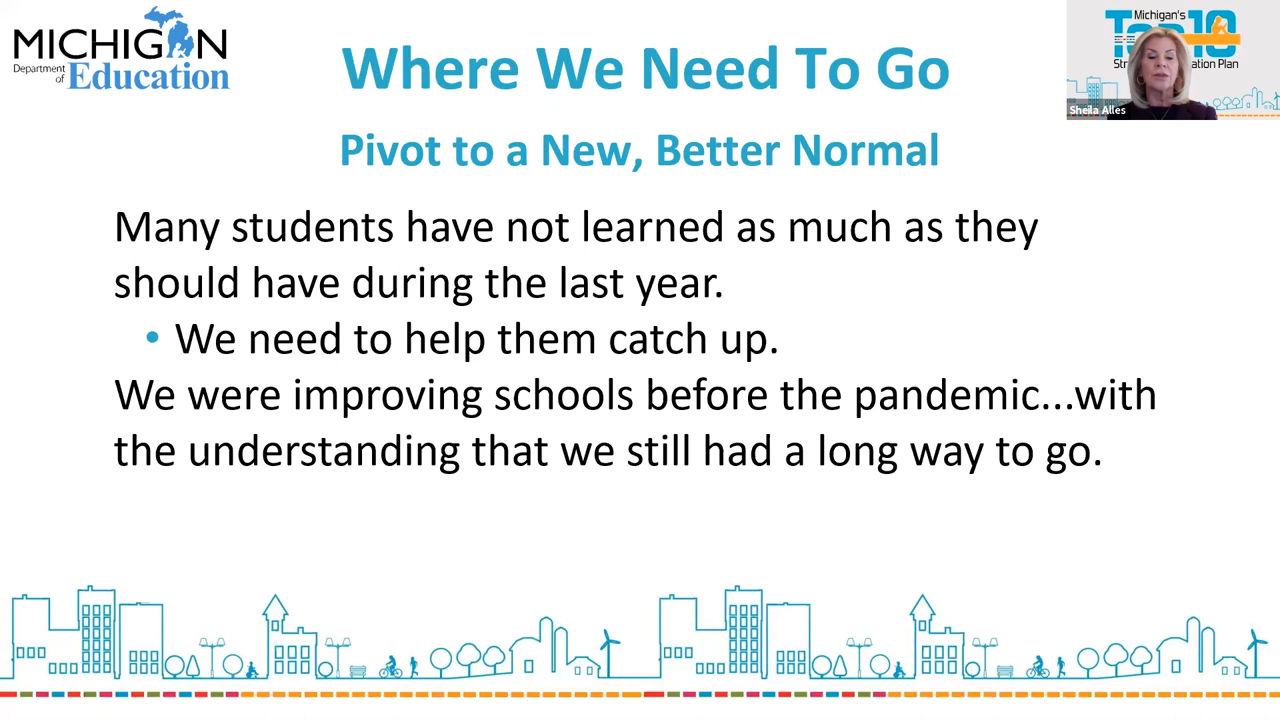 MICHIGAN
Department of Education
Where We Need To Go
Pivot to a New, Better Normal
Michigan's
Top 10
Sheila Alles
Many students have not learned as much as they
should have during the last year.
• We need to help them catch up.
We were improving schools before the pandemic...with
the understanding that we still had a long way to go.